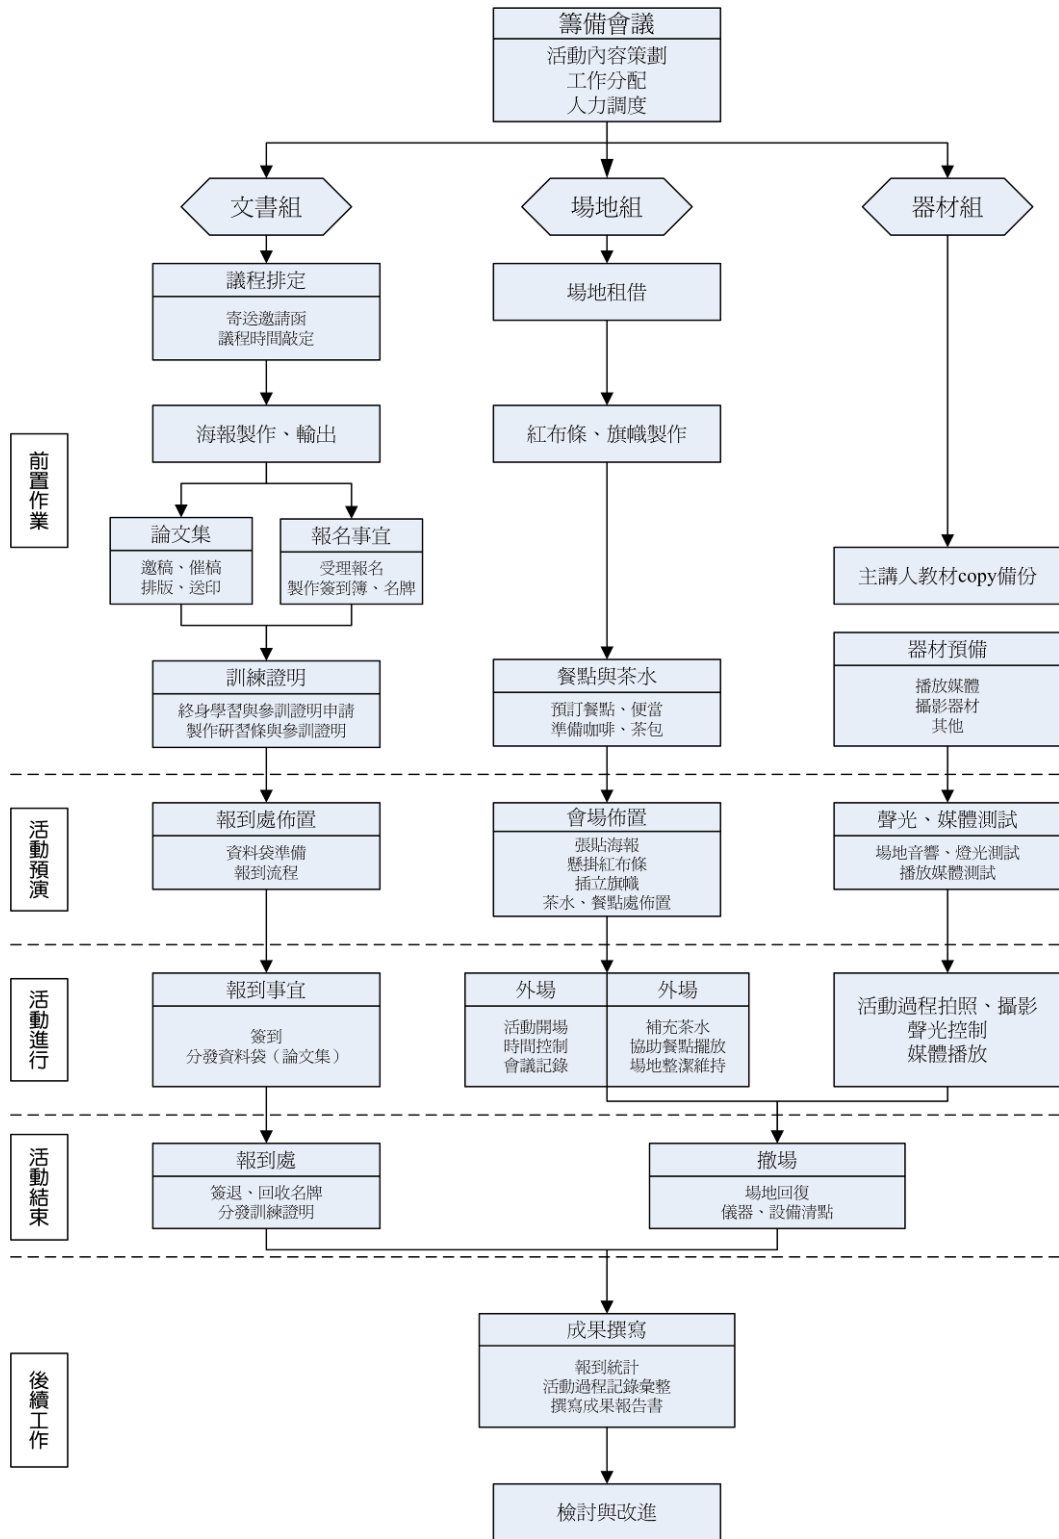 籌備會議
活動內容策劃
工作分配
人力調度
文書組
場地組
器材組
議程排定
寄送邀請函
議程時間敲定
場地租借
海報製作、輸出
紅布條、旗幟製作
前置作業
論文集
邀稿、催稿
排版、送印
報名事宜
受理報名
製作簽到簿、名牌
主講人教材copy備份
訓練證明
終身學習與參訓證明申請
製作研習條與參訓證明
餐點與茶水
預訂餐點、便當
準備咖啡、茶包
器材預備
播放媒體
攝影器材
其他
活動預演
報到處佈置
資料袋準備
報到流程
會場佈置
張貼海報
懸掛紅布條
插立旗幟
茶水、餐點處佈置
聲光、媒體測試
場地音響、燈光測試
播放媒體測試
活動進行
報到事宜
簽到
分發資料袋（論文集）
外場
活動開場
時間控制
會議記錄
外場
補充茶水
協助餐點擺放
場地整潔維持
活動過程拍照、攝影
聲光控制
媒體播放
活動結束
報到處
簽退、回收名牌
分發訓練證明
撤場
場地回復
儀器、設備清點
後續工作
成果撰寫
報到統計
活動過程記錄彙整
撰寫成果報告書
檢討與改進